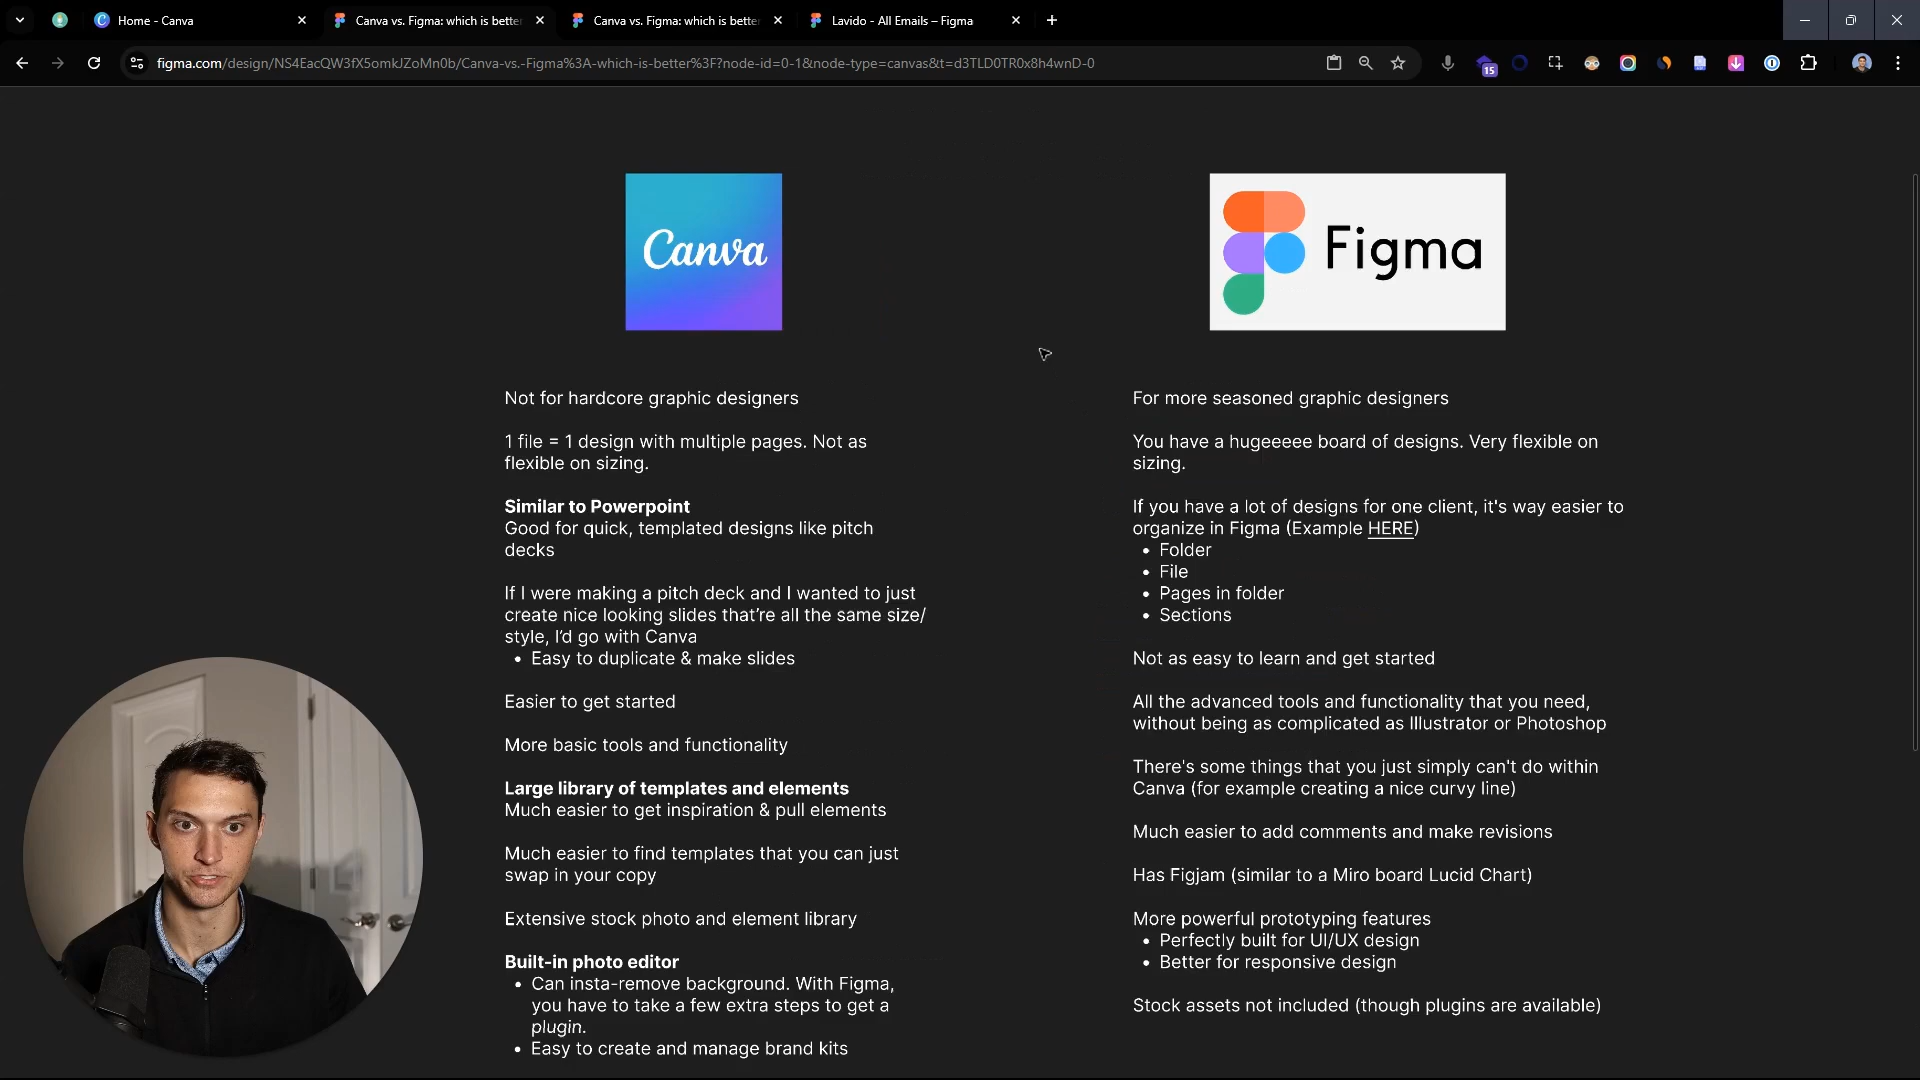 Home - Canva
Canva vs. Figma: which is better
Canva vs. Figma: which is better
Lavido - All Emails – Figma
figma.com/design/NS4EacQW3fX5omkJZoMn0b/Canva-vs.-Figma%3A-which-is-better%3F?node-id=0-1&node-type=canvas&t=d3TLD0TR0x8h4wnD-0
15
Canva
Figma
Not for hardcore graphic designers
1 file = 1 design with multiple pages. Not as
flexible on sizing.
Similar to Powerpoint
Good for quick, templated designs like pitch
decks
If I were making a pitch deck and I wanted to just
create nice looking slides that’re all the same size/
style, I’d go with Canva
• Easy to duplicate & make slides
Easier to get started
More basic tools and functionality
Large library of templates and elements
Much easier to get inspiration & pull elements
Much easier to find templates that you can just
swap in your copy
Extensive stock photo and element library
Built-in photo editor
• Can insta-remove background. With Figma,
you have to take a few extra steps to get a
plugin.
• Easy to create and manage brand kits
For more seasoned graphic designers
You have a hugeeeee board of designs. Very flexible on
sizing.
If you have a lot of designs for one client, it's way easier to
organize in Figma (Example HERE)
• Folder
• File
• Pages in folder
• Sections
Not as easy to learn and get started
All the advanced tools and functionality that you need,
without being as complicated as Illustrator or Photoshop
There's some things that you just simply can't do within
Canva (for example creating a nice curvy line)
Much easier to add comments and make revisions
Has Figjam (similar to a Miro board Lucid Chart)
More powerful prototyping features
• Perfectly built for UI/UX design
• Better for responsive design
Stock assets not included (though plugins are available)